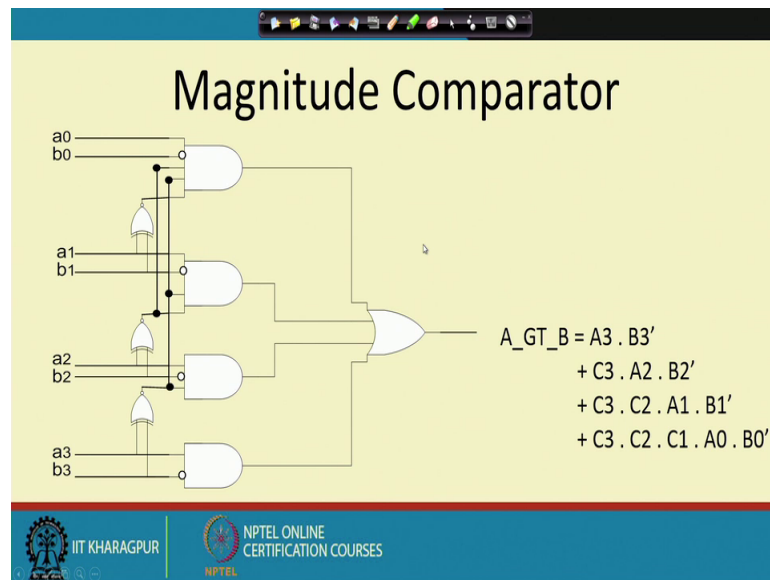 Magnitude Comparator
a0
b0
a1
b1
a2
b2
a3
b3
A_GT_B = A3 . B3’
+ C3 . A2 . B2’
+ C3 . C2 . A1 . B1’
+ C3 . C2 . C1 . A0 . B0’
IIT KHARAGPUR
NPTEL
NPTEL ONLINE
CERTIFICATION COURSES